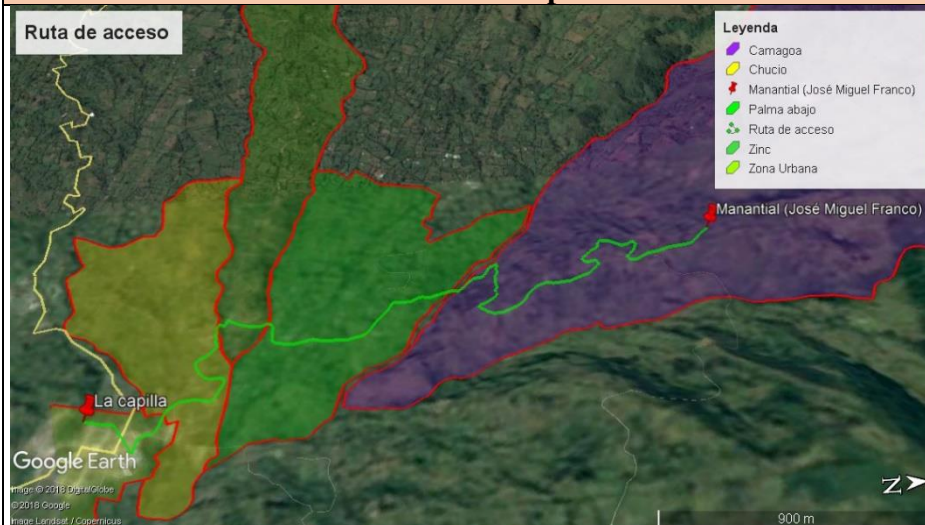 Ruta de acceso
Leyenda
Camagoa
Chucio
Manantial (José Miguel Franco)
Palma abajo
Ruta de acceso
Zinc
Zona Urbana
Manantial (José Miguel Franco)
La capilla
Google Earth
Image © 2018 DigitalGlobe
© 2018 Google
Image Landsat / Copernicus
N
900 m